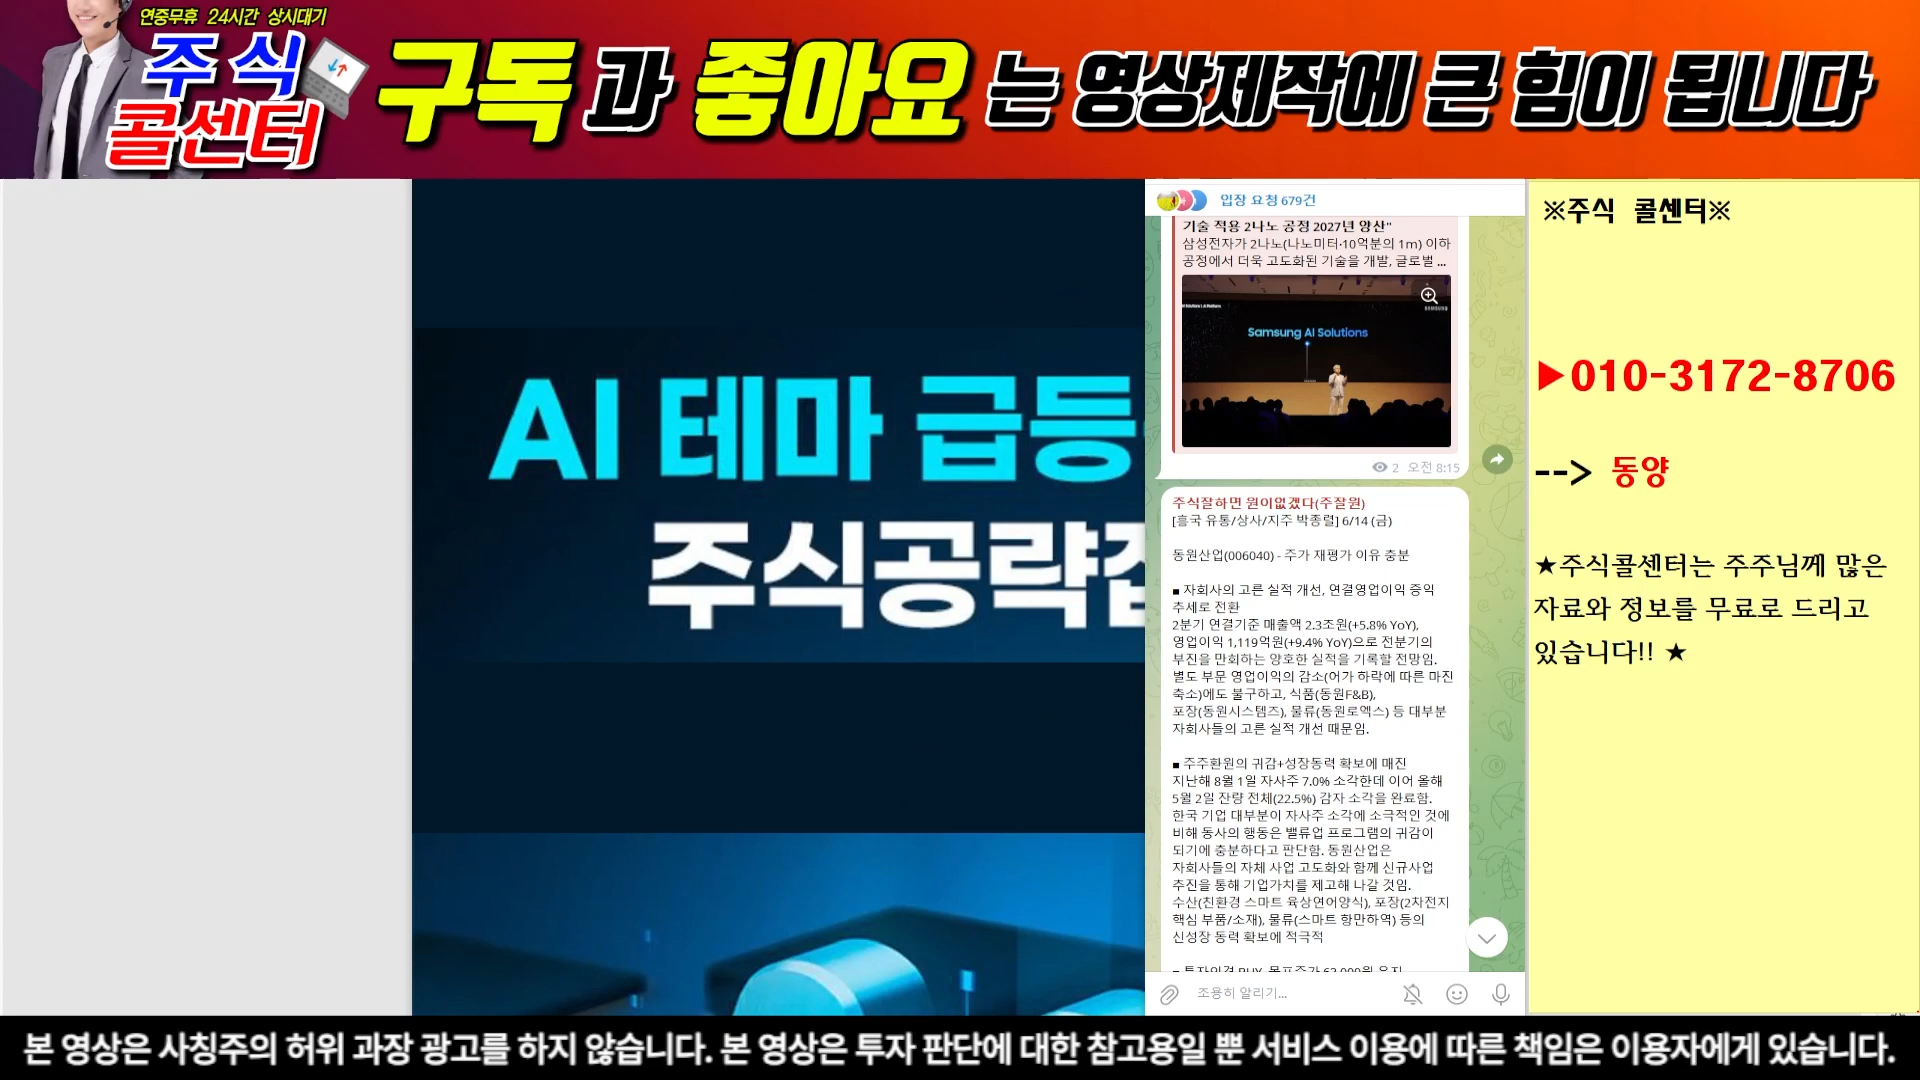 연중무휴 24시간 상시대기
주식
콜센터
구독과 좋아요는 영상제작에 큰 힘이 됩니다
AI 테마 급등
주식공략
입장 요청 679건
기술 적용 2나노 공정 2027년 양산"
삼성전자가 2나노(나노미터·10억분의 1m) 이하
공정에서 더욱 고도화된 기술을 개발, 글로벌 ...
SAMSUNG
Samsung AI Solutions
2 오전 8:15
주식잘하면 원이없겠다(주잘원)
[흥국 유통/상사/지주 박종렬] 6/14 (금)
동원산업(006040) - 주가 재평가 이유 충분
■ 자회사의 고른 실적 개선, 연결영업이익 증익
추세로 전환
2분기 연결기준 매출액 2.3조원(+5.8% YoY),
영업이익 1,119억원(+9.4% YoY)으로 전분기의
부진을 만회하는 양호한 실적을 기록할 전망임.
별도 부문 영업이익의 감소(어가 하락에 따른 마진
축소)에도 불구하고, 식품(동원F&B),
포장(동원시스템즈), 물류(동원로엑스) 등 대부분
자회사들의 고른 실적 개선 때문임.
■ 주주환원의 귀감+성장동력 확보에 매진
지난해 8월 1일 자사주 7.0% 소각한데 이어 올해
5월 2일 잔량 전체(22.5%) 감자 소각을 완료함.
한국 기업 대부분이 자사주 소각에 소극적인 것에
비해 동사의 행동은 밸류업 프로그램의 귀감이
되기에 충분하다고 판단함. 동원산업은
자회사들의 자체 사업 고도화와 함께 신규사업
추진을 통해 기업가치를 제고해 나갈 것임.
수산(친환경 스마트 육상연어양식), 포장(2차전지
핵심 부품/소재), 물류(스마트 항만하역) 등의
신성장 동력 확보에 적극적
■ 투자의견 BUY, 목표주가 62,000원 유지
조용히 알리기...
※주식 콜센터※
▶010-3172-8706
--> 동양
★주식콜센터는 주주님께 많은
자료와 정보를 무료로 드리고
있습니다!! ★
본 영상은 사칭주의 허위 과장 광고를 하지 않습니다. 본 영상은 투자 판단에 대한 참고용일 뿐 서비스 이용에 따른 책임은 이용자에게 있습니다.